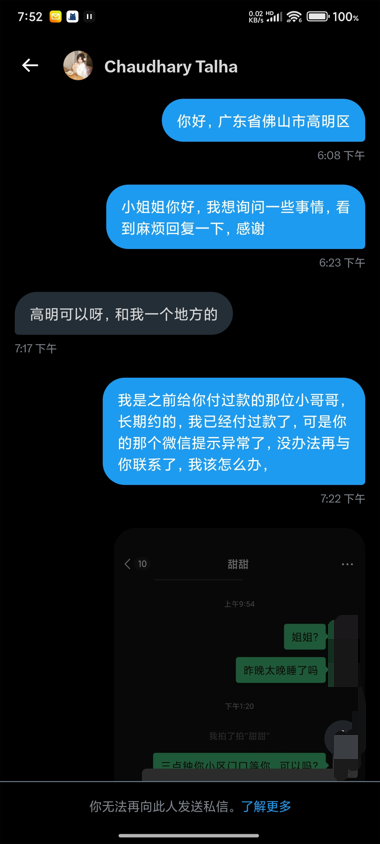 7:52
0.02
KB/s
HD
100%
Chaudhary Talha
你好，广东省佛山市高明区
6:08 下午
小姐姐你好，我想询问一些事情，看
到麻烦回复一下，感谢
6:23 下午
高明可以呀，和我一个地方的
7:17 下午
我是之前给你付过款的那位小哥哥，
长期约的，我已经付过款了，可是你
的那个微信提示异常了，没办法再与
你联系了，我该怎么办，
7:22 下午
10
甜甜
上午9:54
姐姐?
昨晚太晚睡了吗
下午1:20
我拍了拍"甜甜"
三点钟你小区门口等你，可以吗?
你无法再向此人发送私信。了解更多